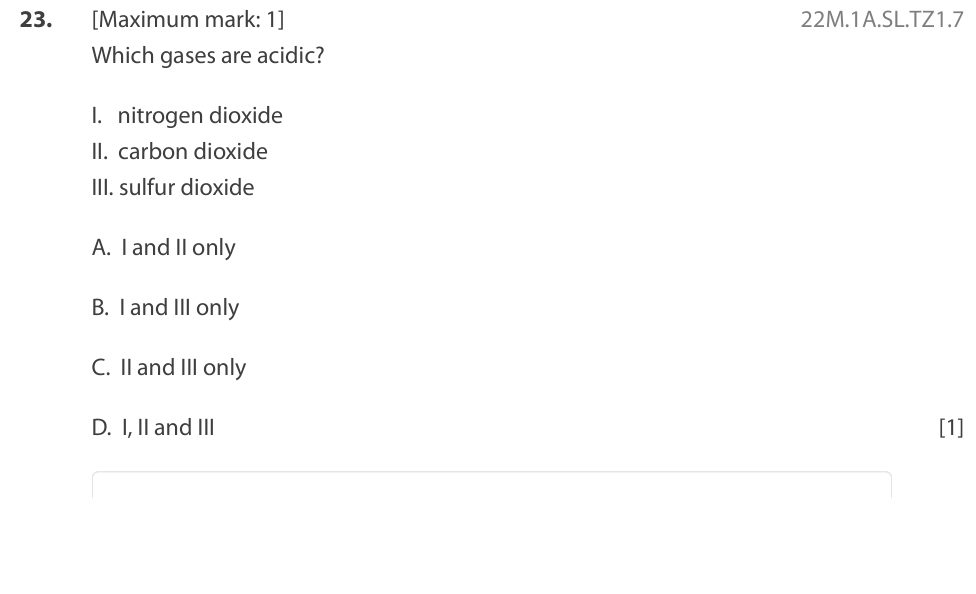 23. [Maximum mark: 1] 22M.1A.SL.TZ1.7
Which gases are acidic?
I. nitrogen dioxide
II. carbon dioxide
III. sulfur dioxide
A. I and II only
B. I and III only
C. II and III only
D. I, II and III [1]